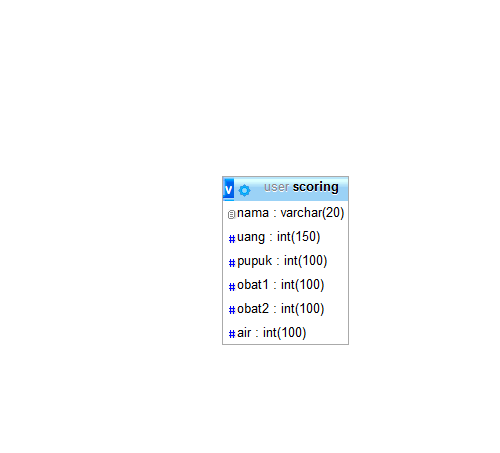 v user scoring
nama : varchar(20)
# uang : int(150)
# pupuk : int(100)
# obat1 : int(100)
# obat2 : int(100)
# air : int(100)